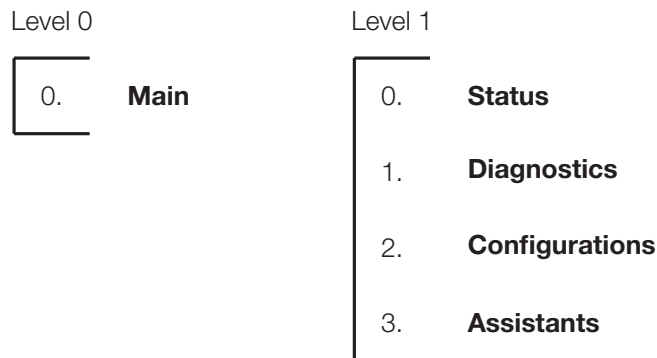 Level 0
0. Main
Level 1
0. Status
1. Diagnostics
2. Configurations
3. Assistants